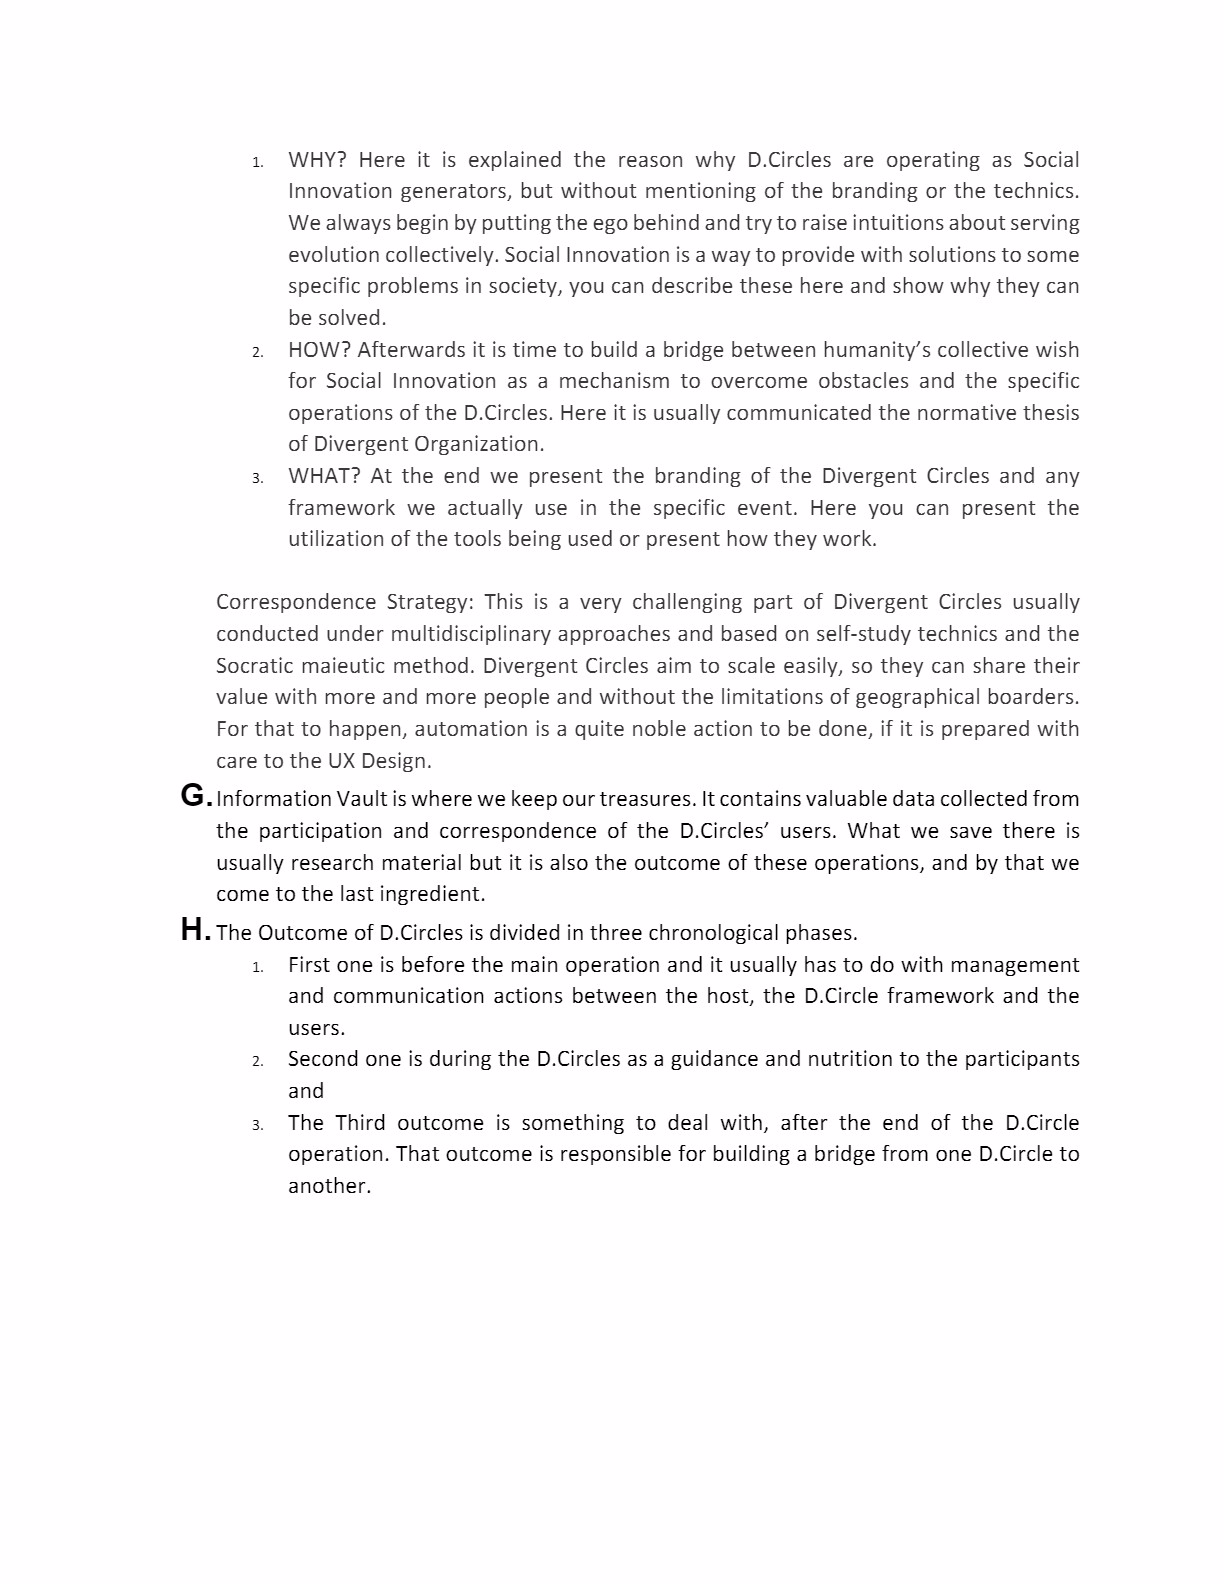 1. WHY? Here it is explained the reason why D.Circles are operating as Social
Innovation generators, but without mentioning of the branding or the technics.
We always begin by putting the ego behind and try to raise intuitions about serving
evolution collectively. Social Innovation is a way to provide with solutions to some
specific problems in society, you can describe these here and show why they can
be solved.
2. HOW? Afterwards it is time to build a bridge between humanity’s collective wish
for Social Innovation as a mechanism to overcome obstacles and the specific
operations of the D.Circles. Here it is usually communicated the normative thesis
of Divergent Organization.
3. WHAT? At the end we present the branding of the Divergent Circles and any
framework we actually use in the specific event. Here you can present the
utilization of the tools being used or present how they work.
Correspondence Strategy: This is a very challenging part of Divergent Circles usually
conducted under multidisciplinary approaches and based on self-study technics and the
Socratic maieutic method. Divergent Circles aim to scale easily, so they can share their
value with more and more people and without the limitations of geographical boarders.
For that to happen, automation is a quite noble action to be done, if it is prepared with
care to the UX Design.
G. Information Vault is where we keep our treasures. It contains valuable data collected from
the participation and correspondence of the D.Circles’ users. What we save there is
usually research material but it is also the outcome of these operations, and by that we
come to the last ingredient.
H. The Outcome of D.Circles is divided in three chronological phases.
1. First one is before the main operation and it usually has to do with management
and communication actions between the host, the D.Circle framework and the
users.
2. Second one is during the D.Circles as a guidance and nutrition to the participants
and
3. The Third outcome is something to deal with, after the end of the D.Circle
operation. That outcome is responsible for building a bridge from one D.Circle to
another.